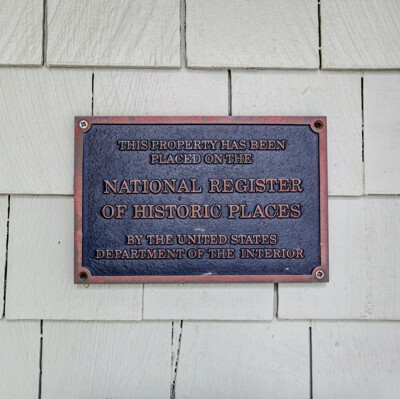 THIS PROPERTY HAS BEEN
PLACED ON THE
NATIONAL REGISTER
OF HISTORIC PLACES
BY THE UNITED STATES
DEPARTMENT OF THE INTERIOR